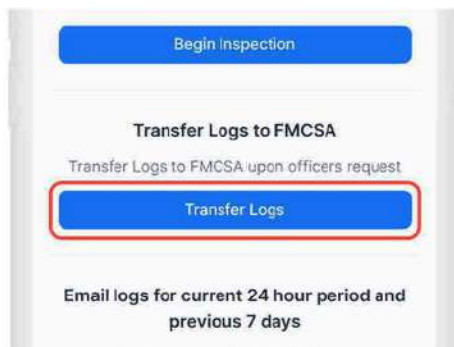 Begin Inspection
Transfer Logs to FMCSA
Transfer Logs to FMCSA upon officers request
Transfer Logs
Email logs for current 24 hour period and
previous 7 days